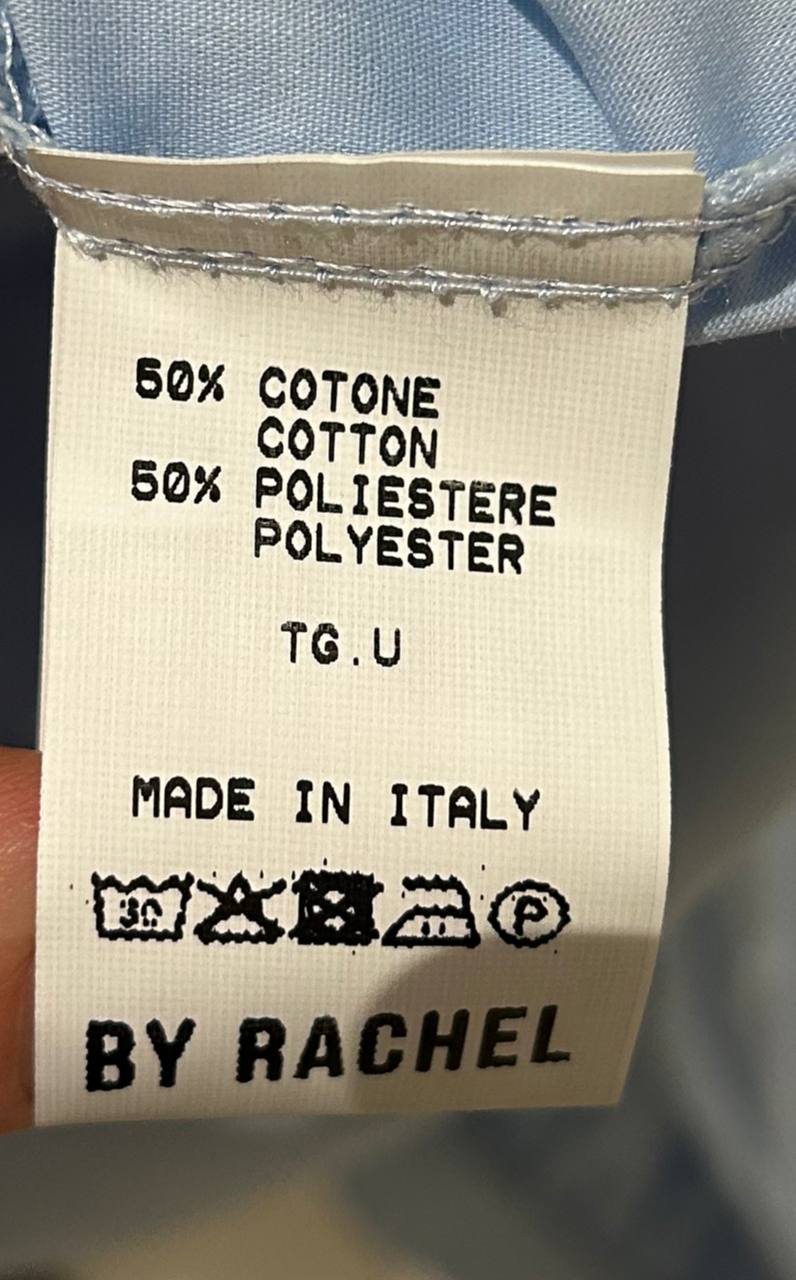 50% COTONE
COTTON
50% POLIESTERE
POLYESTER
TG.U
MADE IN ITALY
30 P
BY RACHEL